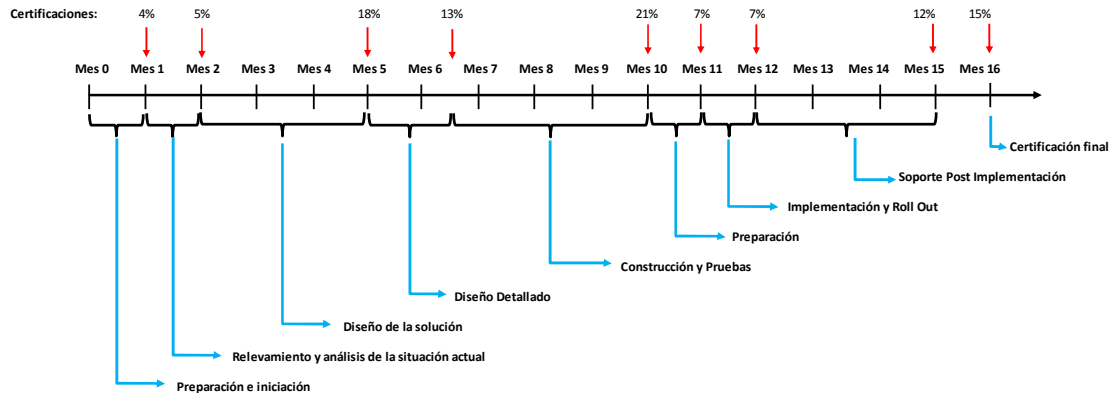 Certificaciones: 4% 5% 18% 13% 21% 7% 7% 12% 15%
Mes 0 Mes 1 Mes 2 Mes 3 Mes 4 Mes 5 Mes 6 Mes 7 Mes 8 Mes 9 Mes 10 Mes 11 Mes 12 Mes 13 Mes 14 Mes 15 Mes 16
Certificación final
Soporte Post Implementación
Implementación y Roll Out
Preparación
Construcción y Pruebas
Diseño Detallado
Diseño de la solución
Relevamiento y análisis de la situación actual
Preparación e iniciación